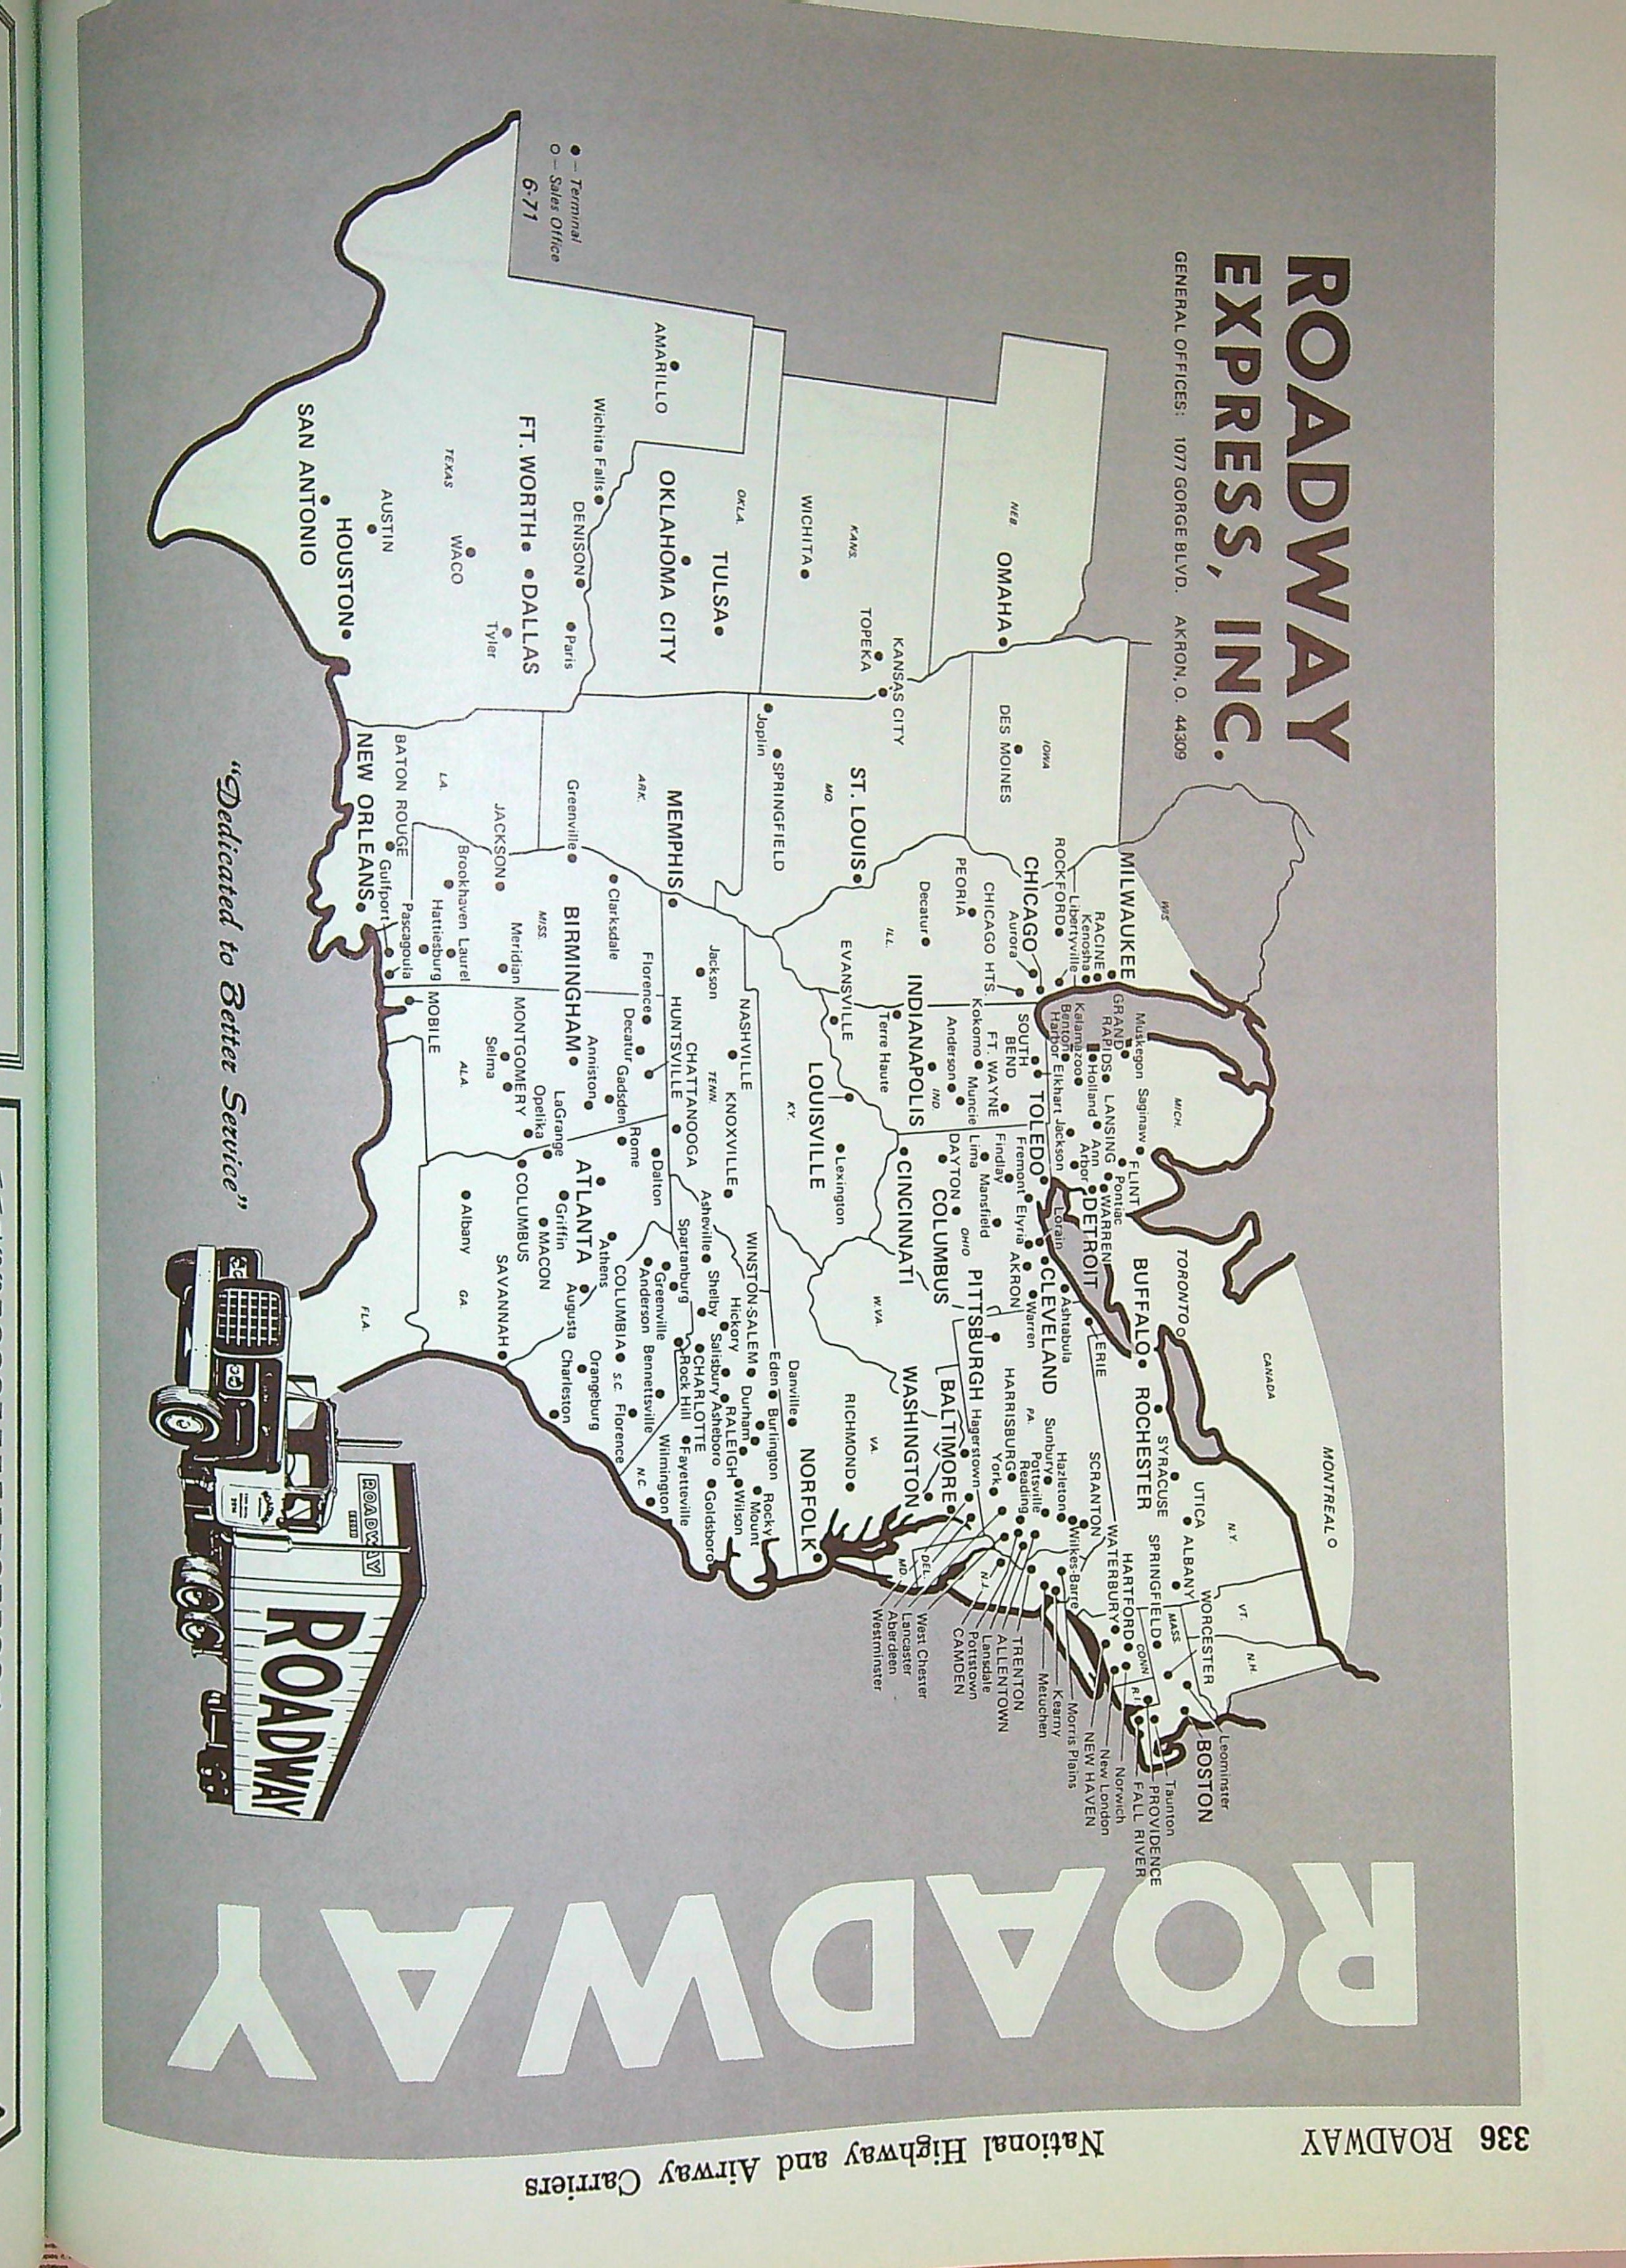 336 ROADWAY
National Highway and Airway Carriers
ROADWAY
ROADWAY
EXPRESS, INC.
GENERAL OFFICES: 1077 GORGE BLVD. AKRON, O. 44309
MONTREAL
CANADA
TORONTO
N.Y.
VT.
N.H.
Leominster
WORCESTER
BOSTON
UTICA
ALBANY
MASS.
SYRACUSE
SPRINGFIELD
Taunton
PROVIDENCE
FALL RIVER
CONN.
R.I.
BUFFALO
ROCHESTER
HARTFORD
Norwich
WATERBURY
New London
NEW HAVEN
ERIE
SCRANTON
Wilkes-Barre
Morris Plains
Hazleton
Kearny
Sunbury
Metuchen
Pottsville
PA.
Reading
TRENTON
HARRISBURG
ALLENTOWN
York
Lansdale
N.J.
Pottstown
PITTSBURGH
Hagerstown
CAMDEN
BALTIMORE
DEL.
West Chester
Lancaster
WASHINGTON
MD.
Aberdeen
Westminster
WIS.
MICH.
MILWAUKEE
Muskegon
Saginaw
FLINT
GRAND
RAPIDS
LANSING
Pontiac
WARREN
RACINE
Kenosha
Holland
Ann
Arbor
DETROIT
Libertyville
Kalamazoo
ROCKFORD
Benton
Harbor
Elkhart
Jackson
Lorain
Ashtabula
CHICAGO
TOLEDO
CLEVELAND
Aurora
SOUTH
BEND
Fremont
Elyria
AKRON
Warren
CHICAGO HTS.
FT. WAYNE
Findlay
Mansfield
PEORIA
Kokomo
Muncie
Lima
OHIO
Anderson
DAYTON
Decatur
IND.
COLUMBUS
INDIANAPOLIS
CINCINNATI
ILL.
Terre Haute
W.VA.
VA.
EVANSVILLE
Lexington
RICHMOND
LOUISVILLE
NORFOLK
KY.
IOWA
NEB.
OMAHA
DES MOINES
KANSAS CITY
TOPEKA
ST. LOUIS
KANS.
MO.
WICHITA
SPRINGFIELD
Joplin
OKLA.
TULSA
OKLAHOMA CITY
AMARILLO
MEMPHIS
ARK.
Danville
Eden
Burlington
Rocky
Mount
NASHVILLE
KNOXVILLE
WINSTON-SALEM
Durham
Hickory
RALEIGH
Wilson
Jackson
TENN.
Asheville
Shelby
Salisbury
Asheboro
Goldsboro
CHATTANOOGA
CHARLOTTE
HUNTSVILLE
Spartanburg
Rock Hill
Fayetteville
Florence
Dalton
Greenville
Wilmington
Decatur
Anderson
Bennettsville
N.C.
Gadsden
Rome
COLUMBIA
S.C.
Florence
Clarksdale
Athens
Anniston
Orangeburg
Greenville
BIRMINGHAM
ATLANTA
Augusta
Charleston
LaGrange
Griffin
MISS.
Opelika
MACON
Meridian
MONTGOMERY
COLUMBUS
JACKSON
Selma
SAVANNAH
Brookhaven
Laurel
ALA.
Albany
GA.
Hattiesburg
MOBILE
LA.
BATON ROUGE
Pascagoula
Gulfport
NEW ORLEANS
FLA.
Wichita Falls
DENISON
Paris
FT. WORTH
DALLAS
Tyler
WACO
TEXAS
AUSTIN
HOUSTON
SAN ANTONIO
– Terminal
– Sales Office
6-71
"Dedicated to Better Service"
ROADWAY
ROADWAY
ROADWAY